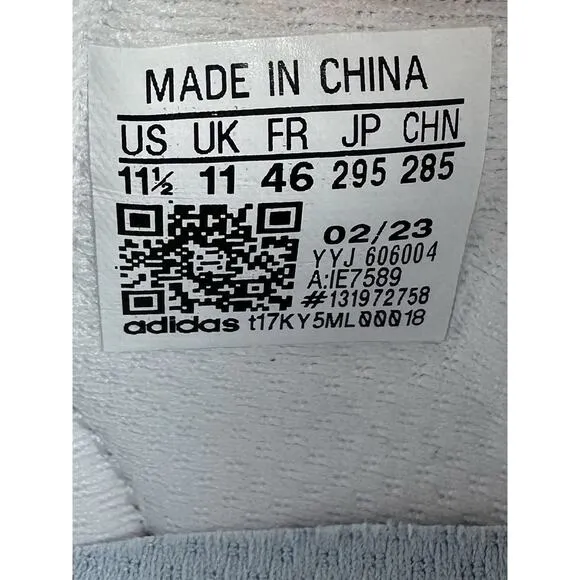 MADE IN CHINA
US UK FR JP CHN
11½ 11 46 295 285
02/23
YYJ 606004
A:IE7589
#131972758
adidas t17KY5ML00018